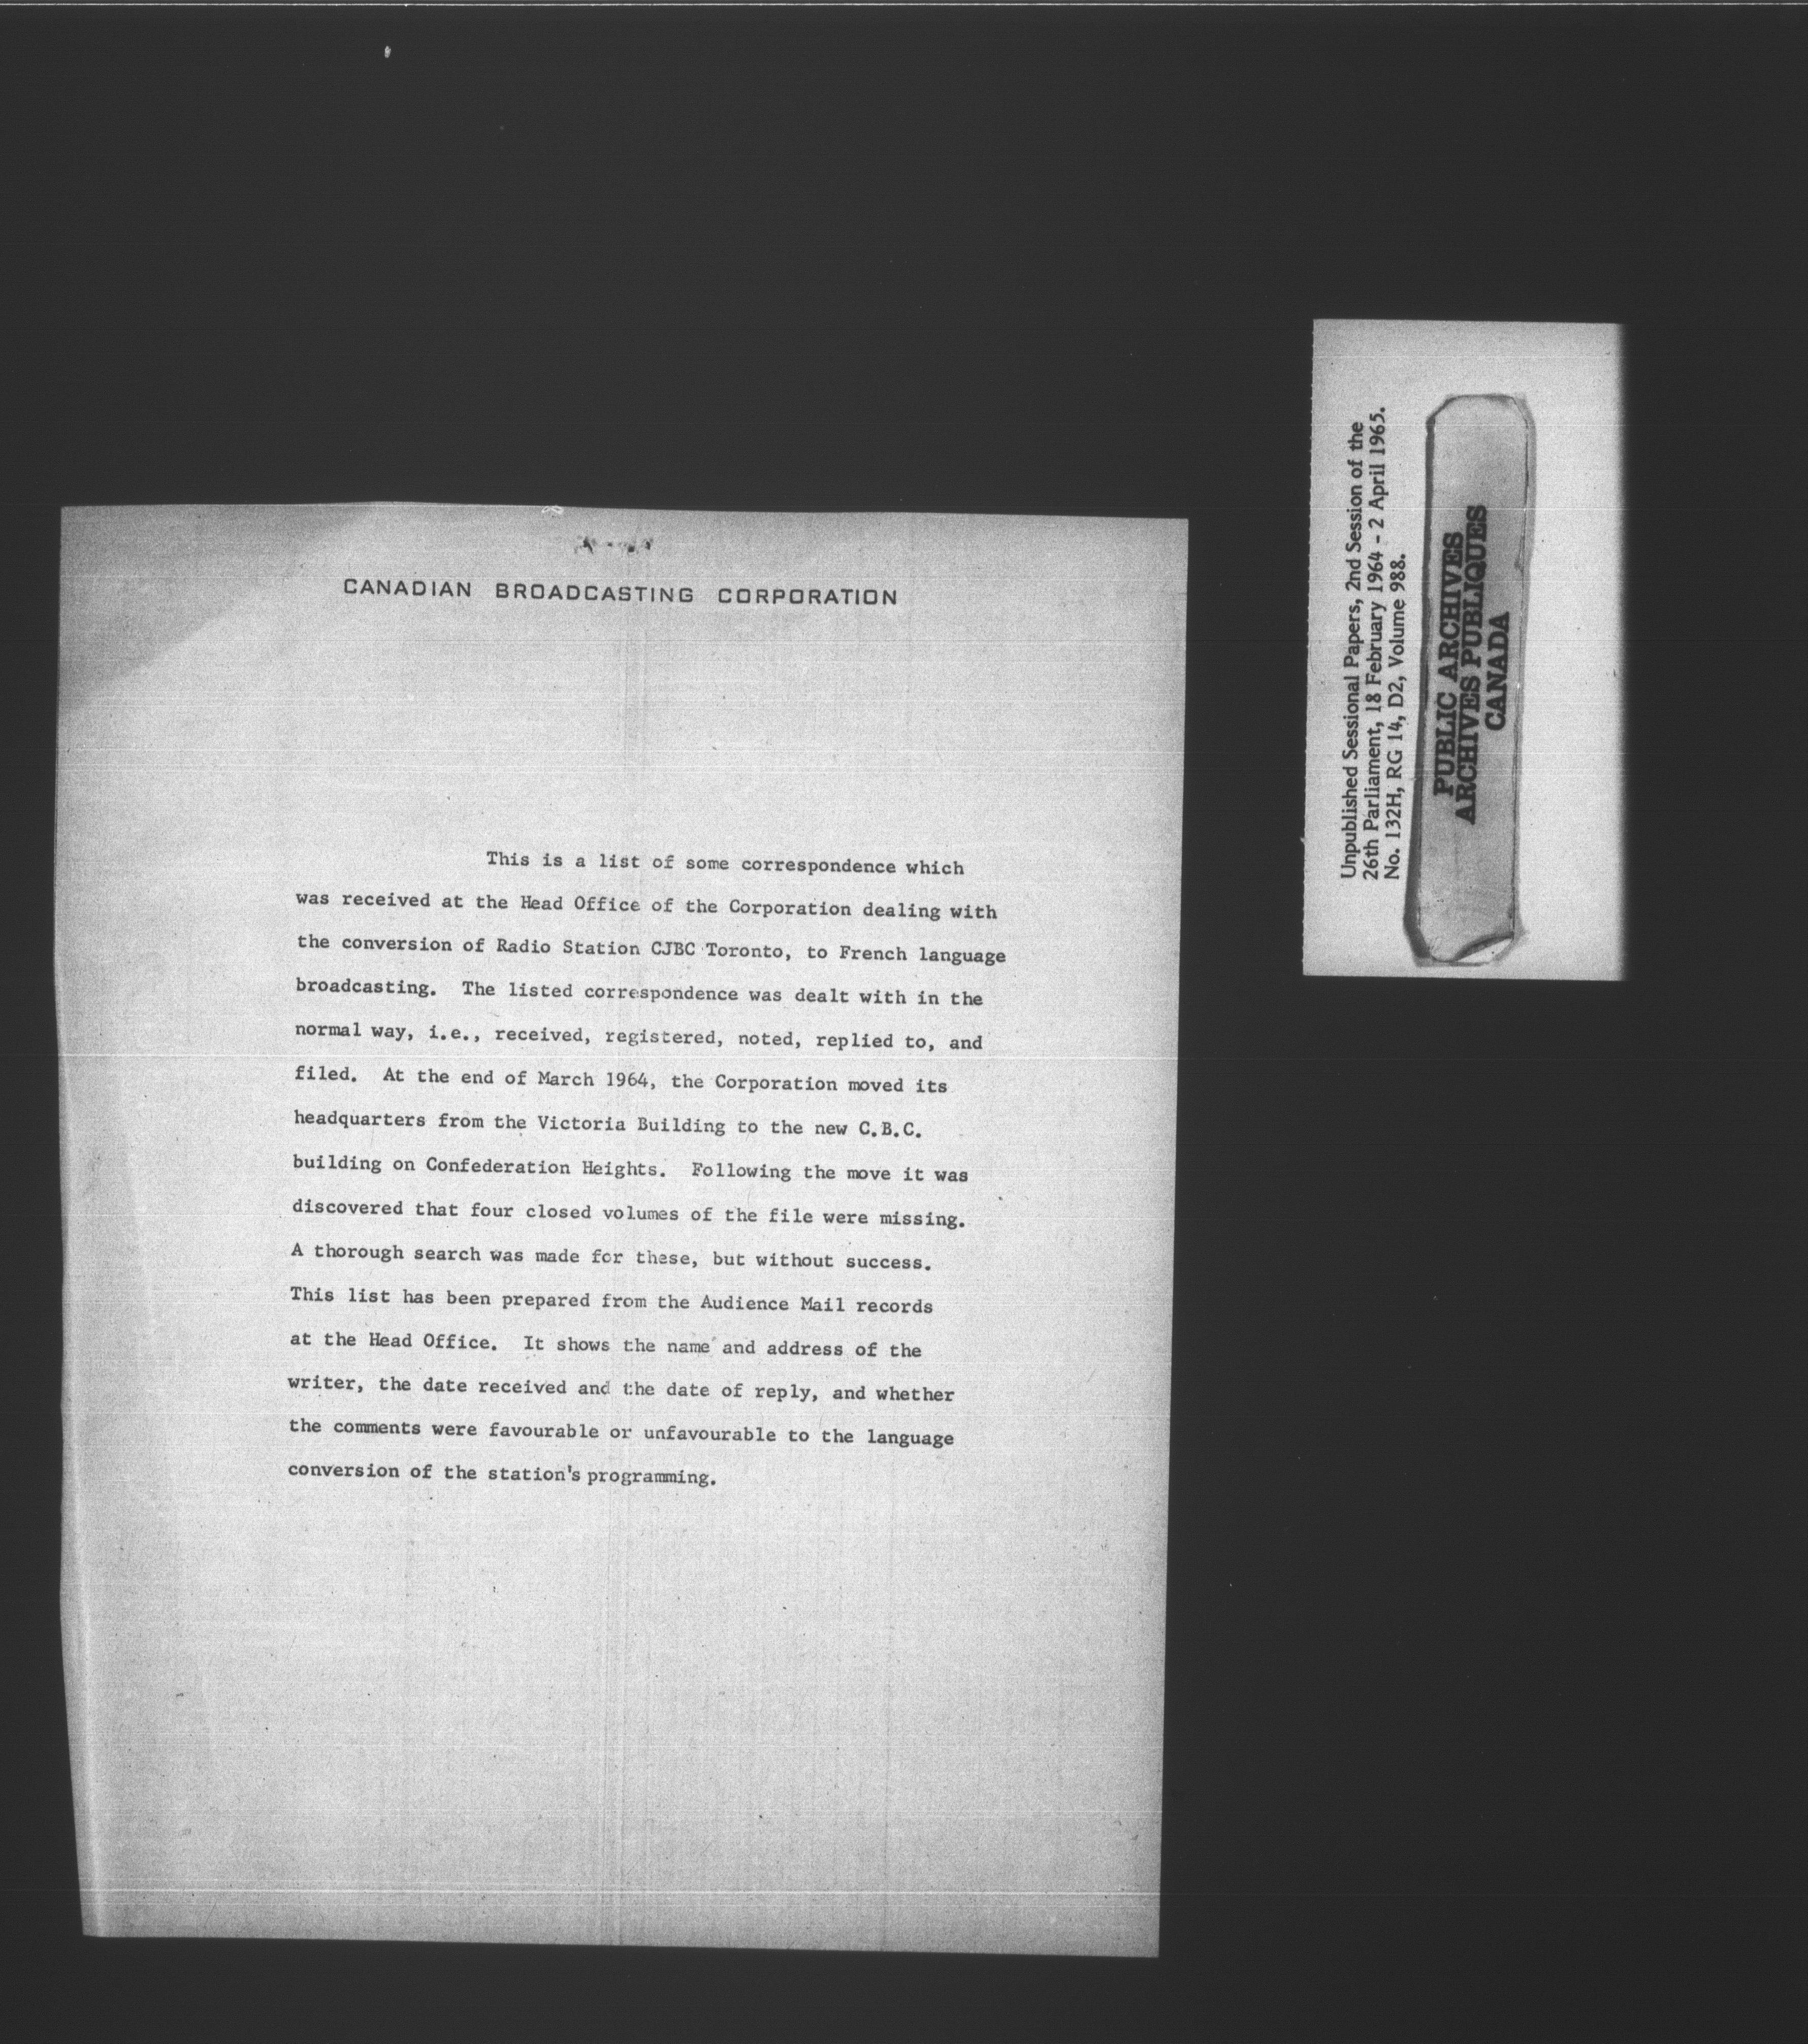 CANADIAN BROADCASTING CORPORATION
This is a list of some correspondence which
was received at the Head Office of the Corporation dealing with
the conversion of Radio Station CJBC Toronto, to French language
broadcasting. The listed correspondence was dealt with in the
normal way, i.e., received, registered, noted, replied to, and
filed. At the end of March 1964, the Corporation moved its
headquarters from the Victoria Building to the new C.B.C.
building on Confederation Heights. Following the move it was
discovered that four closed volumes of the file were missing.
A thorough search was made for these, but without success.
This list has been prepared from the Audience Mail records
at the Head Office. It shows the name and address of the
writer, the date received and the date of reply, and whether
the comments were favourable or unfavourable to the language
conversion of the station's programming.
Unpublished Sessional Papers, 2nd Session of the
26th Parliament, 18 February 1964 - 2 April 1965.
No. 132H, RG 14, D2, Volume 988.
PUBLIC ARCHIVES
ARCHIVES PUBLIQUES
CANADA